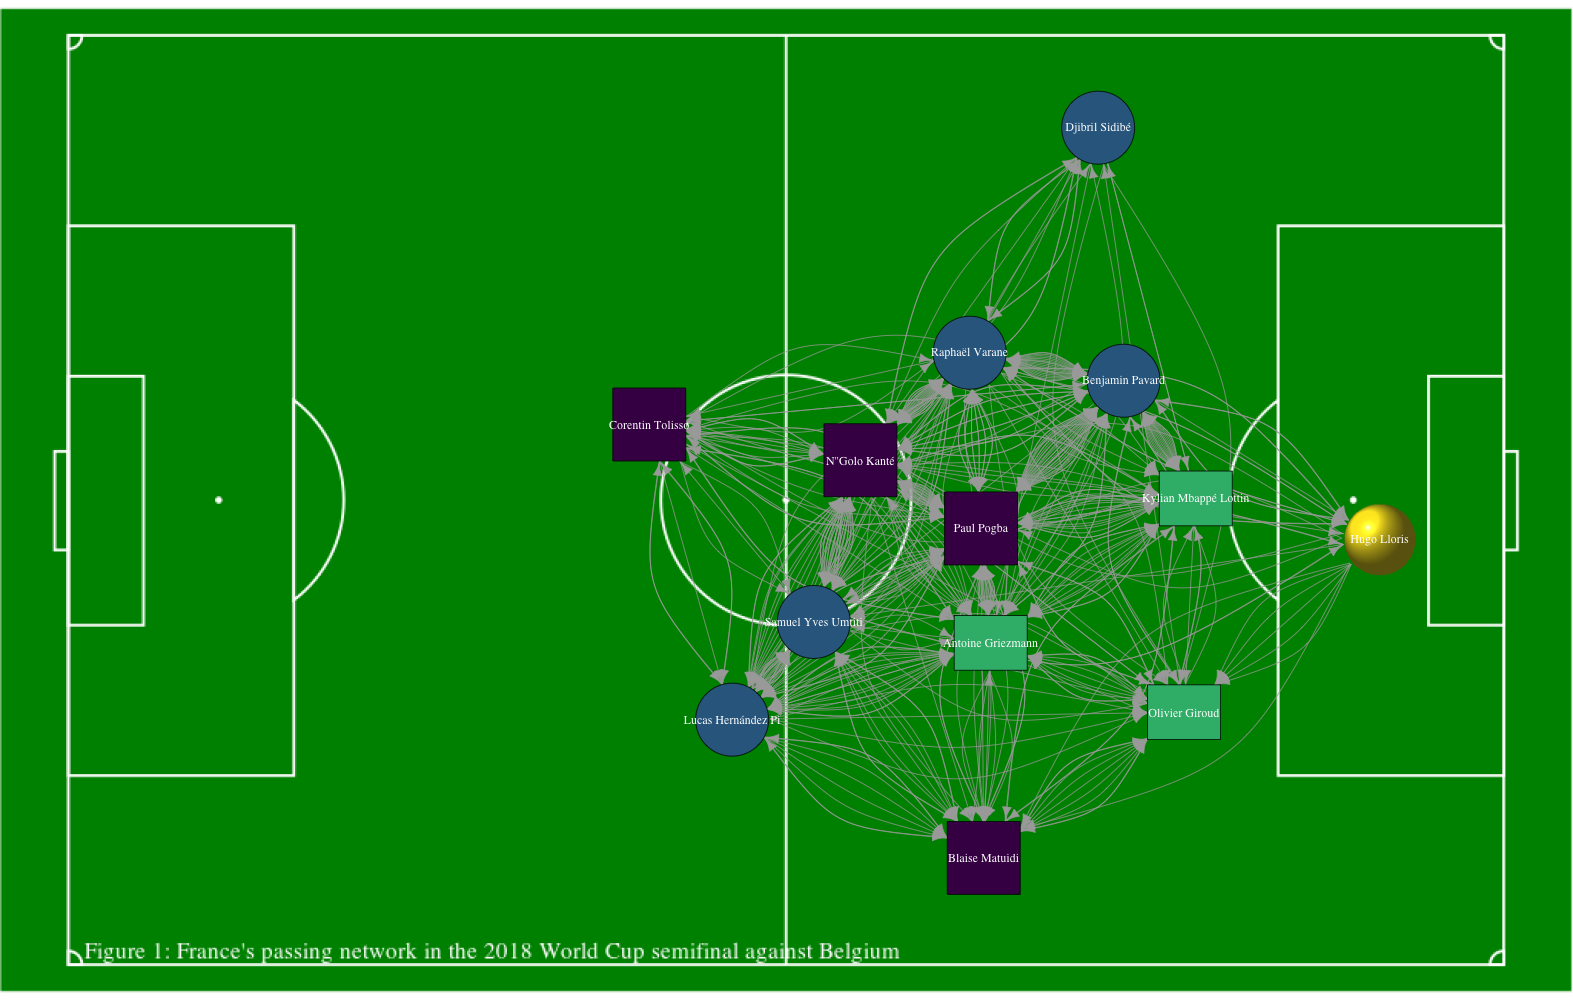 Djibril Sidibé
Raphaël Varane
Benjamin Pavard
Corentin Tolisso
N"Golo Kanté
Kylian Mbappé Lottin
Paul Pogba
Hugo Lloris
Samuel Yves Umtiti
Antoine Griezmann
Lucas Hernández Pi
Olivier Giroud
Blaise Matuidi
Figure 1: France's passing network in the 2018 World Cup semifinal against Belgium